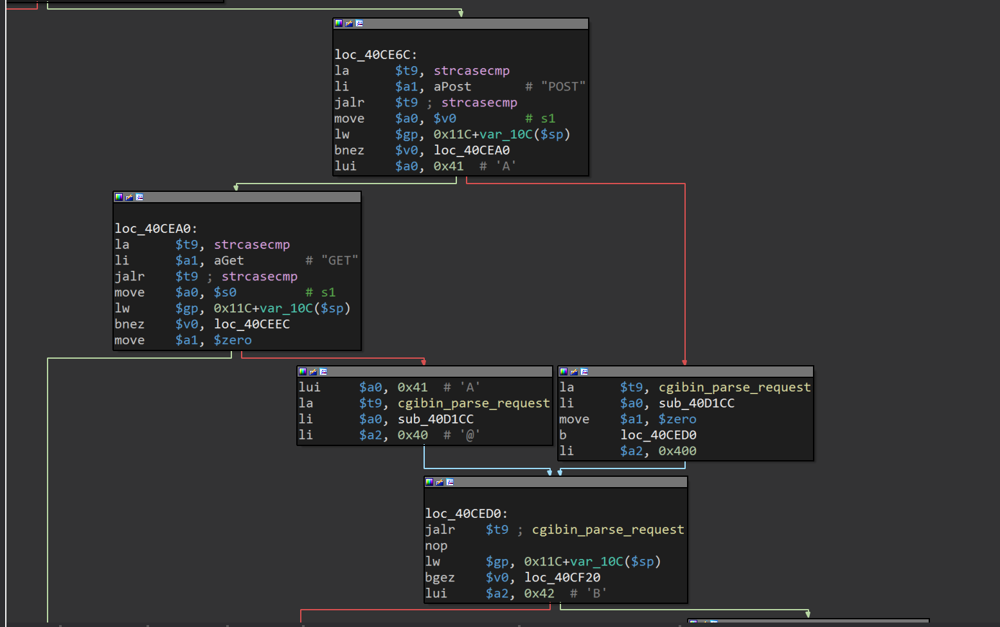 loc_40CE6C:
la $t9, strcasecmp
li $a1, aPost # "POST"
jalr $t9 ; strcasecmp
move $a0, $v0 # s1
lw $gp, 0x11C+var_10C($sp)
bnez $v0, loc_40CEA0
lui $a0, 0x41 # 'A'
loc_40CEA0:
la $t9, strcasecmp
li $a1, aGet # "GET"
jalr $t9 ; strcasecmp
move $a0, $s0 # s1
lw $gp, 0x11C+var_10C($sp)
bnez $v0, loc_40CEEC
move $a1, $zero
lui $a0, 0x41 # 'A'
la $t9, cgibin_parse_request
li $a0, sub_40D1CC
li $a2, 0x40 # '@'
la $t9, cgibin_parse_request
li $a0, sub_40D1CC
move $a1, $zero
b loc_40CED0
li $a2, 0x400
loc_40CED0:
jalr $t9 ; cgibin_parse_request
nop
lw $gp, 0x11C+var_10C($sp)
bgez $v0, loc_40CF20
lui $a2, 0x42 # 'B'